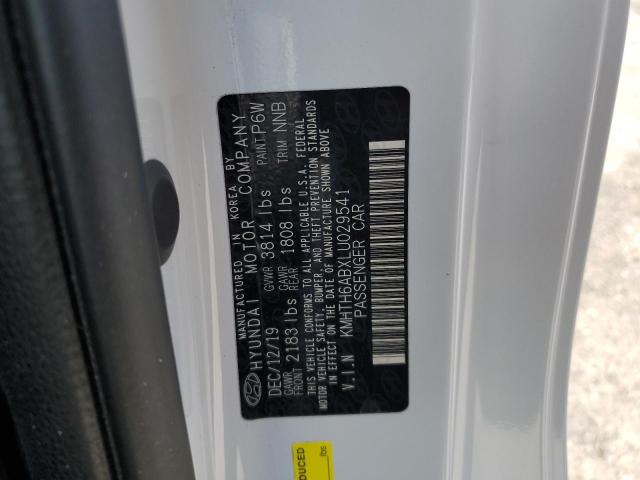 MANUFACTURED IN KOREA BY
HYUNDAI MOTOR COMPANY
DEC/12/19 GVWR 3814 lbs PAINT P6W
GAWR FRONT 2183 lbs GAWR REAR 1808 lbs TRIM NNB
THIS VEHICLE CONFORMS TO ALL APPLICABLE U.S.A. FEDERAL
MOTOR VEHICLE SAFETY, BUMPER, AND THEFT PREVENTION STANDARDS
IN EFFECT ON THE DATE OF MANUFACTURE SHOWN ABOVE
V.I.N KMHTH6ABXLU029541
PASSENGER CAR
DUCED
lbs